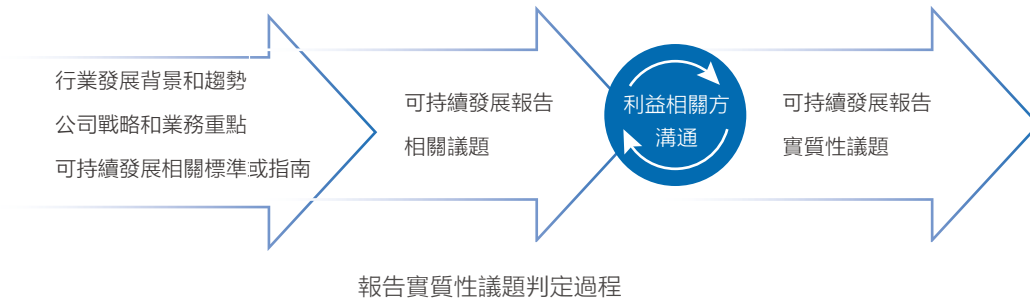 行業發展背景和趨勢
公司戰略和業務重點
可持續發展相關標準或指南
可持續發展報告
相關議題
利益相關方
溝通
可持續發展報告
實質性議題
報告實質性議題判定過程